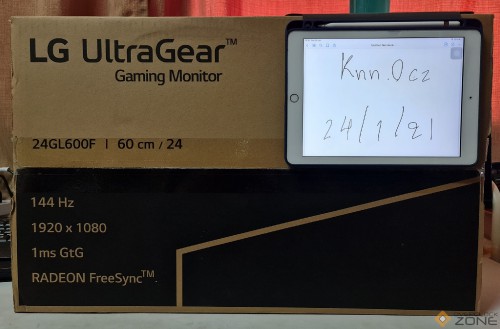 LG UltraGear™
Gaming Monitor
Knn.Ocz
24/1/21
24GL600F | 60 cm / 24
144 Hz
1920 x 1080
1ms GtG
RADEON FreeSync™
ZONE